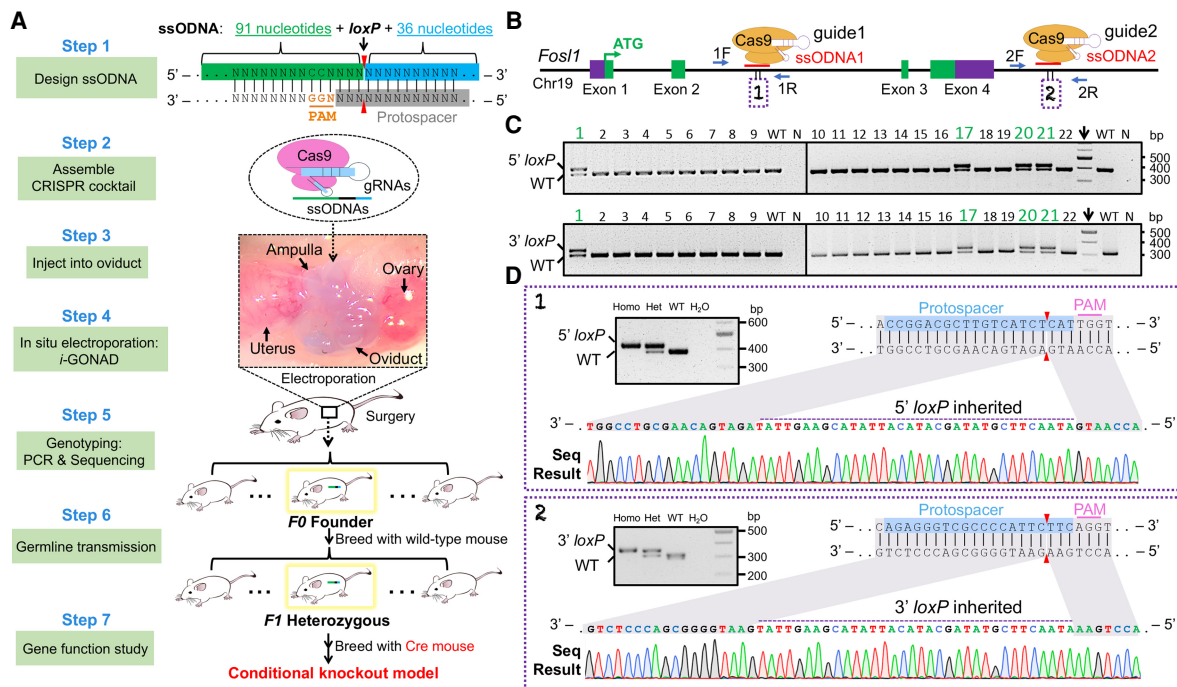 A
ssODNA: 91 nucleotides + loxP + 36 nucleotides
Step 1
Design ssODNA
5' – . . . . NNNNNNNNNCCNNNN NNNNNNNNNN. . . – 3'
3' – . . . . NNNNNNNNNGGNNNN NNNNNNNNNN. . . – 5'
PAM
Protospacer
Step 2
Assemble
CRISPR cocktail
Cas9
gRNAs
ssODNAs
Step 3
Inject into oviduct
Ampulla
Ovary
Uterus
Oviduct
Step 4
In situ electroporation:
i-GONAD
Electroporation
Surgery
Step 5
Genotyping:
PCR & Sequencing
F0 Founder
Step 6
Germline transmission
Breed with wild-type mouse
F1 Heterozygous
Step 7
Gene function study
Breed with Cre mouse
Conditional knockout model
B
Fosl1
Chr19
ATG
Exon 1
Exon 2
1F
Cas9
guide1
ssODNA1
1R
1
Exon 3
Exon 4
2F
Cas9
guide2
ssODNA2
2R
2
C
1 2 3 4 5 6 7 8 9 WT N 10 11 12 13 14 15 16 17 18 19 20 21 22 WT N bp
5' loxP
WT
500
400
300
1 2 3 4 5 6 7 8 9 WT N 10 11 12 13 14 15 16 17 18 19 20 21 22 WT N bp
3' loxP
WT
500
400
300
D
1
Homo Het WT H2O bp
5' loxP
WT
600
400
300
Protospacer PAM
5' – . . ACCGGACGCTTGTCATCTCATTGGT. . – 3'
3' – . . TGGCCTGCGAACAGTAGAGTAACCA. . – 5'
5' loxP inherited
3' – . . TGGCCTGCGAACAGTAGATATTGAAGCATATTACATACGATATGCTTCAATAGTAACCA. . – 5'
Seq
Result
2
Homo Het WT H2O bp
3' loxP
WT
500
300
200
Protospacer PAM
5' – . . CAGAGGGTCGCCCCATTCTTCAGGT. . – 3'
3' – . . GTCTCCCAGCGGGGTAAGAAGTCCA. . – 5'
3' loxP inherited
3' – . . GTCTCCCAGCGGGGTAAGTATTGAAGCATATTACATACGATATGCTTCAATAAAGTCCA. . – 5'
Seq
Result